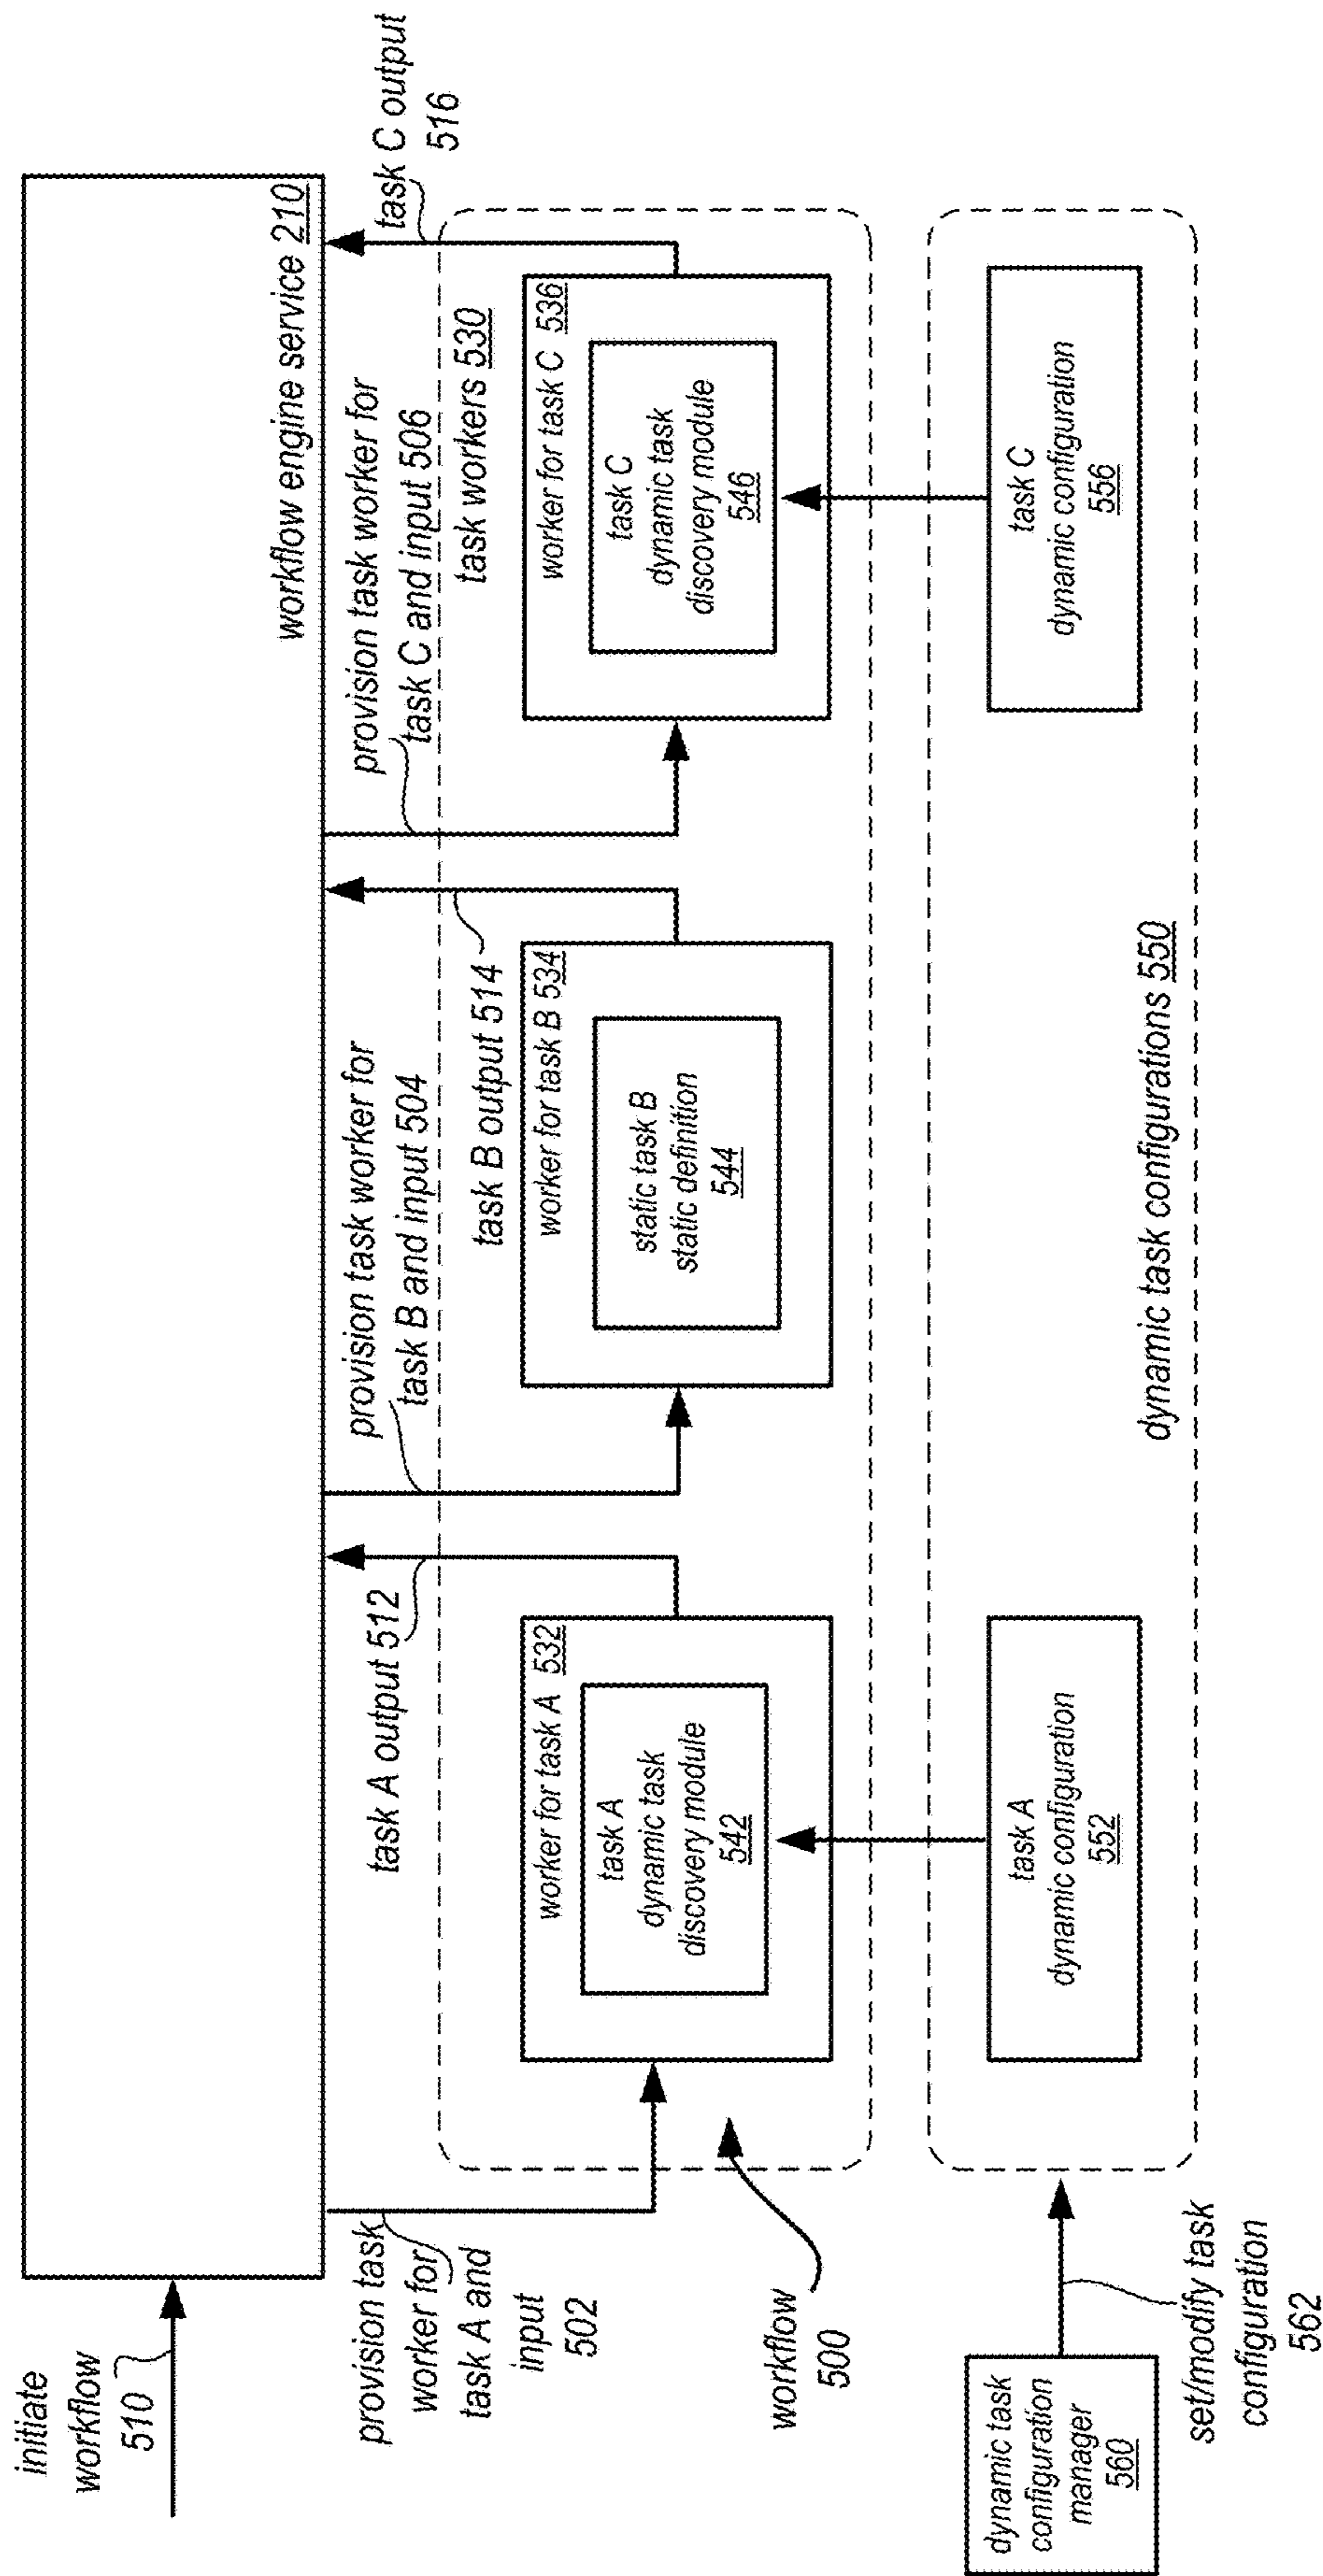 initiate
workflow
510
workflow engine service 210
provision task
worker for
task A and
input
502
task A output 512
provision task worker for
task B and input 504
task B output 514
provision task worker for
task C and input 506
task C output
516
task workers 530
worker for task A 532
task A
dynamic task
discovery module
542
worker for task B 534
static task B
static definition
544
worker for task C 536
task C
dynamic task
discovery module
546
workflow
500
dynamic task
configuration
manager
560
set/modify task
configuration
562
task A
dynamic configuration
552
task C
dynamic configuration
556
dynamic task configurations 550